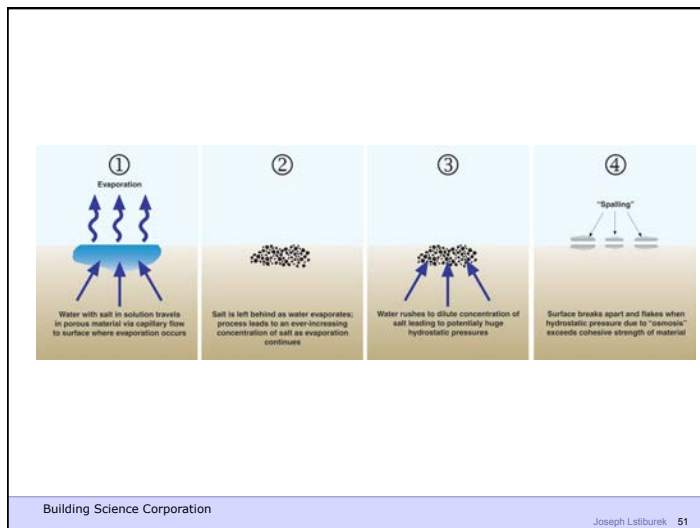 ①
Evaporation
Water with salt in solution travels
in porous material via capillary flow
to surface where evaporation occurs
②
Salt is left behind as water evaporates;
process leads to an ever-increasing
concentration of salt as evaporation
continues
③
Water rushes to dilute concentration of
salt leading to potentialy huge
hydrostatic pressures
④
"Spalling"
Surface breaks apart and flakes when
hydrostatic pressure due to "osmosis"
exceeds cohesive strength of material
Building Science Corporation
Joseph Lstiburek 51